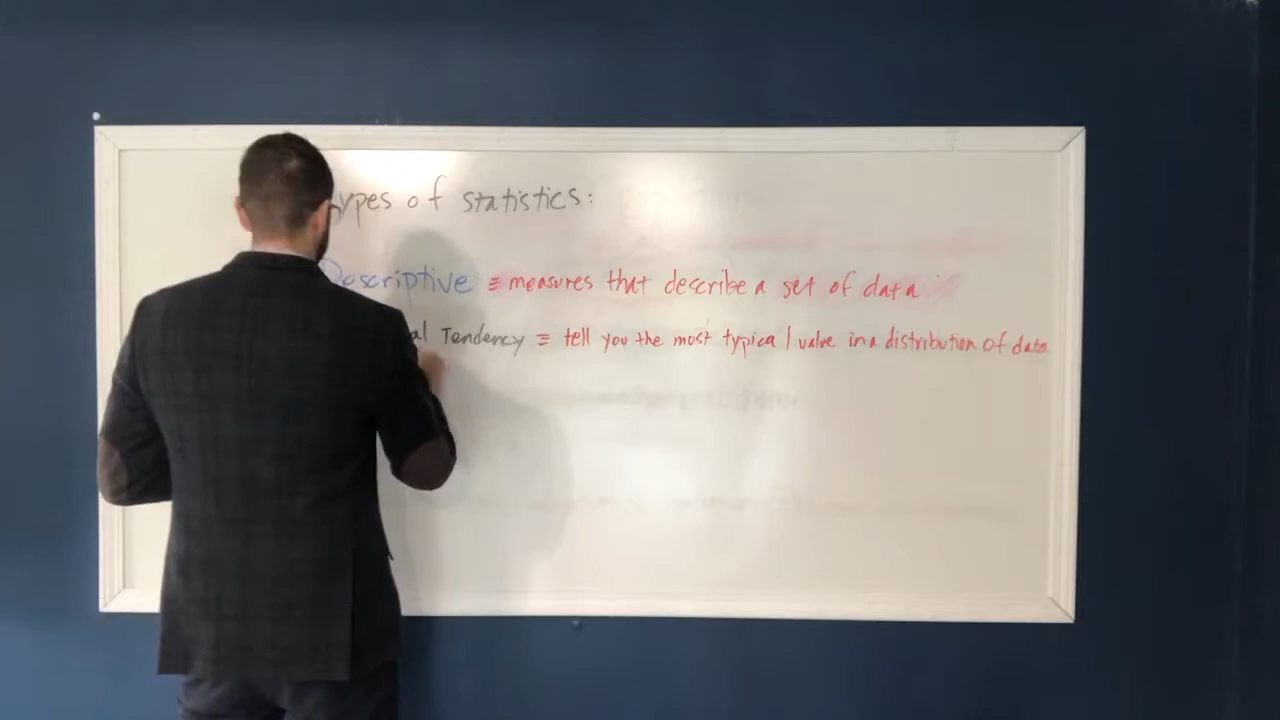 ypes of statistics:
Descriptive ≡ measures that describe a set of data
al Tendency ≡ tell you the most typical value in a distribution of data